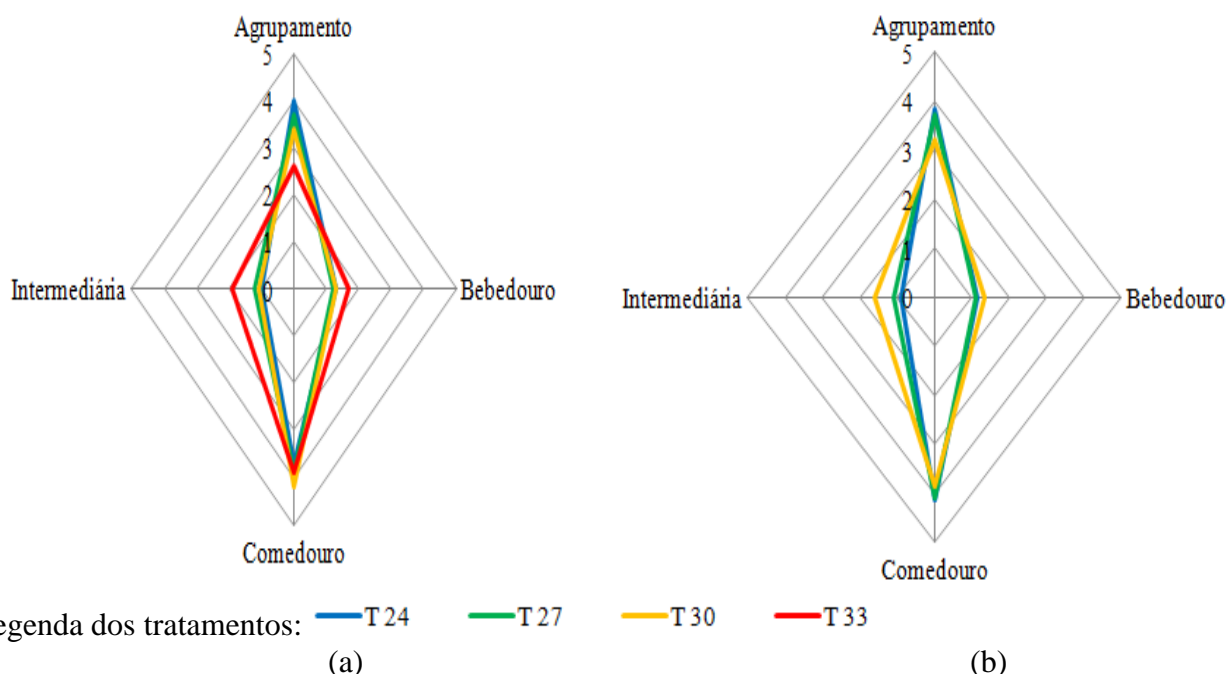 Agrupamento
5
4
3
2
1
0
Intermediária
Bebedouro
Comedouro
Agrupamento
5
4
3
2
1
0
Intermediária
Bebedouro
Comedouro
egenda dos tratamentos: T 24 T 27 T 30 T 33
(a) (b)